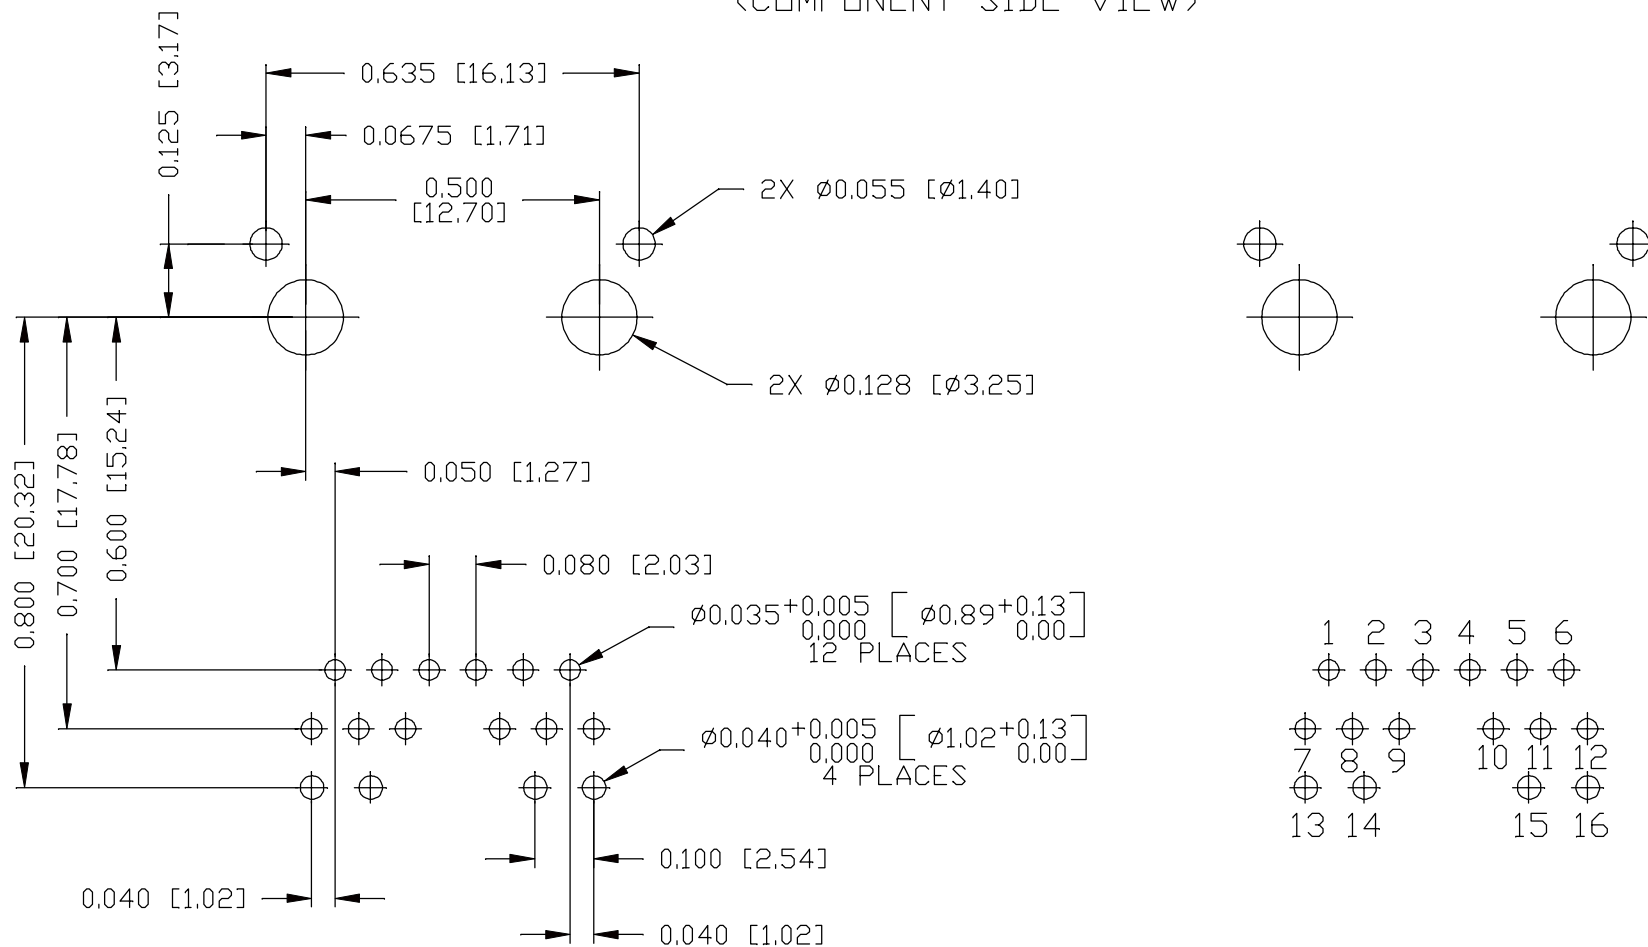 (COMPONENT SIDE VIEW)
0.125 [3.17]
0.635 [16.13]
0.0675 [1.71]
0.500
[12.70]
2X Ø0.055 [Ø1.40]
2X Ø0.128 [Ø3.25]
0.800 [20.32]
0.700 [17.78]
0.600 [15.24]
0.050 [1.27]
0.080 [2.03]
Ø0.035+0.005 [Ø0.89+0.13]
0.000 0.00
12 PLACES
Ø0.040+0.005 [Ø1.02+0.13]
0.000 0.00
4 PLACES
0.100 [2.54]
0.040 [1.02]
0.040 [1.02]
1 2 3 4 5 6
7 8 9 10 11 12
13 14 15 16